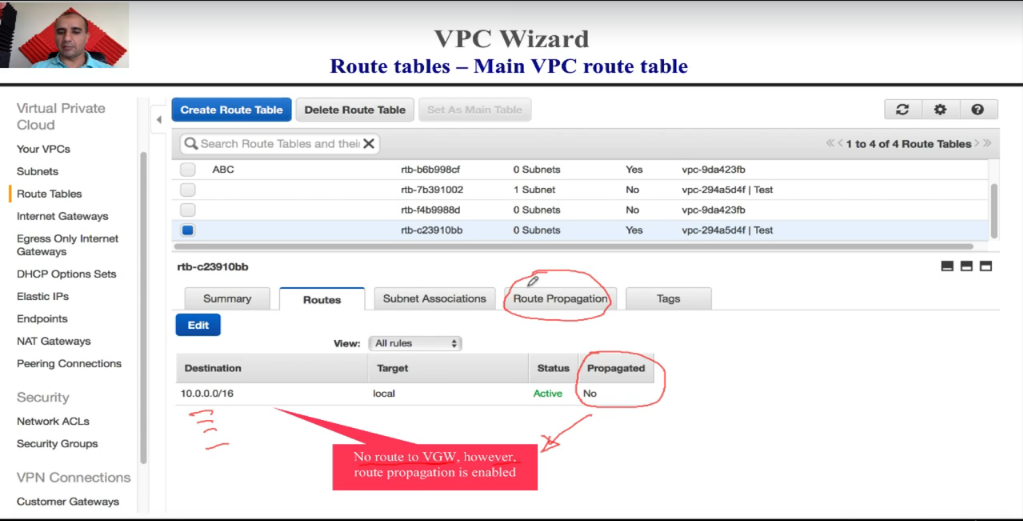 VPC Wizard
Route tables – Main VPC route table
Virtual Private
Cloud
Your VPCs
Subnets
Route Tables
Internet Gateways
Egress Only Internet
Gateways
DHCP Options Sets
Elastic IPs
Endpoints
NAT Gateways
Peering Connections
Security
Network ACLs
Security Groups
VPN Connections
Customer Gateways
Create Route Table Delete Route Table Set As Main Table
Search Route Tables and thei
1 to 4 of 4 Route Tables
ABC rtb-b6b998cf 0 Subnets Yes vpc-9da423fb
rtb-7b391002 1 Subnet No vpc-294a5d4f | Test
rtb-f4b9988d 0 Subnets No vpc-9da423fb
rtb-c23910bb 0 Subnets Yes vpc-294a5d4f | Test
rtb-c23910bb
Summary Routes Subnet Associations Route Propagation Tags
Edit
View: All rules
Destination Target Status Propagated
10.0.0.0/16 local Active No
No route to VGW, however,
route propagation is enabled